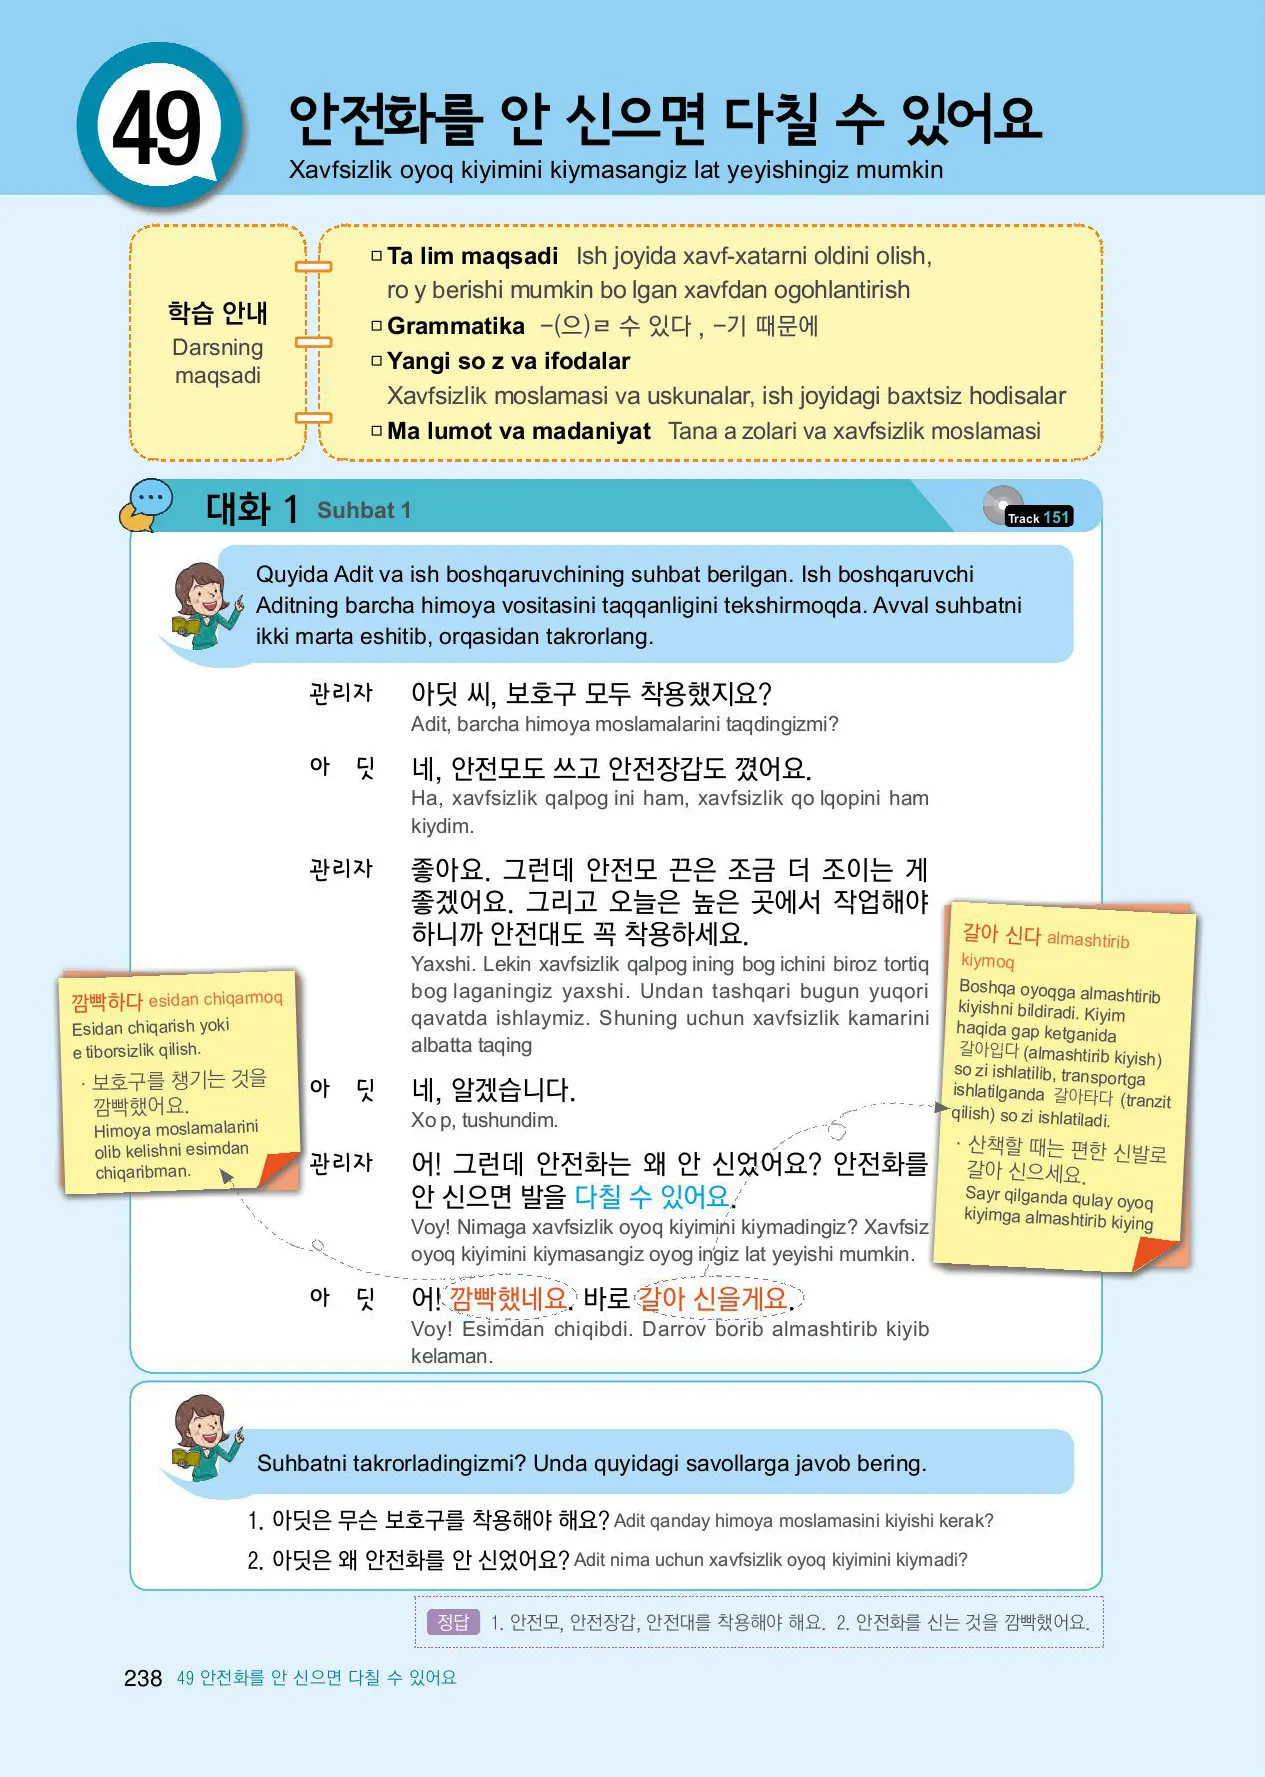 49
안전화를 안 신으면 다칠 수 있어요
Xavfsizlik oyoq kiyimini kiymasangiz lat yeyishingiz mumkin
학습 안내
Darsning
maqsadi
□ Ta lim maqsadi Ish joyida xavf-xatarni oldini olish,
ro y berishi mumkin bo lgan xavfdan ogohlantirish
□ Grammatika -(으)ㄹ 수 있다 , -기 때문에
□ Yangi so z va ifodalar
Xavfsizlik moslamasi va uskunalar, ish joyidagi baxtsiz hodisalar
□ Ma lumot va madaniyat Tana a zolari va xavfsizlik moslamasi
대화 1 Suhbat 1
Track 151
Quyida Adit va ish boshqaruvchining suhbat berilgan. Ish boshqaruvchi
Aditning barcha himoya vositasini taqqanligini tekshirmoqda. Avval suhbatni
ikki marta eshitib, orqasidan takrorlang.
관리자 아딧 씨, 보호구 모두 착용했지요?
Adit, barcha himoya moslamalarini taqdingizmi?
아 딧 네, 안전모도 쓰고 안전장갑도 꼈어요.
Ha, xavfsizlik qalpog ini ham, xavfsizlik qo lqopini ham
kiydim.
관리자 좋아요. 그런데 안전모 끈은 조금 더 조이는 게
좋겠어요. 그리고 오늘은 높은 곳에서 작업해야
하니까 안전대도 꼭 착용하세요.
Yaxshi. Lekin xavfsizlik qalpog ining bog ichini biroz tortiq
bog laganingiz yaxshi. Undan tashqari bugun yuqori
qavatda ishlaymiz. Shuning uchun xavfsizlik kamarini
albatta taqing
아 딧 네, 알겠습니다.
Xo p, tushundim.
관리자 어! 그런데 안전화는 왜 안 신었어요? 안전화를
안 신으면 발을 다칠 수 있어요.
Voy! Nimaga xavfsizlik oyoq kiyimini kiymadingiz? Xavfsiz
oyoq kiyimini kiymasangiz oyog ingiz lat yeyishi mumkin.
아 딧 어! 깜빡했네요. 바로 갈아 신을게요.
Voy! Esimdan chiqibdi. Darrov borib almashtirib kiyib
kelaman.
깜빡하다 esidan chiqarmoq
Esidan chiqarish yoki
e tiborsizlik qilish.
· 보호구를 챙기는 것을
깜빡했어요.
Himoya moslamalarini
olib kelishni esimdan
chiqaribman.
갈아 신다 almashtirib
kiymoq
Boshqa oyoqga almashtirib
kiyishni bildiradi. Kiyim
haqida gap ketganida
갈아입다 (almashtirib kiyish)
so zi ishlatilib, transportga
ishlatilganda 갈아타다 (tranzit
qilish) so zi ishlatiladi.
· 산책할 때는 편한 신발로
갈아 신으세요.
Sayr qilganda qulay oyoq
kiyimga almashtirib kiying
Suhbatni takrorladingizmi? Unda quyidagi savollarga javob bering.
1. 아딧은 무슨 보호구를 착용해야 해요? Adit qanday himoya moslamasini kiyishi kerak?
2. 아딧은 왜 안전화를 안 신었어요? Adit nima uchun xavfsizlik oyoq kiyimini kiymadi?
정답 1. 안전모, 안전장갑, 안전대를 착용해야 해요. 2. 안전화를 신는 것을 깜빡했어요.
238 49 안전화를 안 신으면 다칠 수 있어요